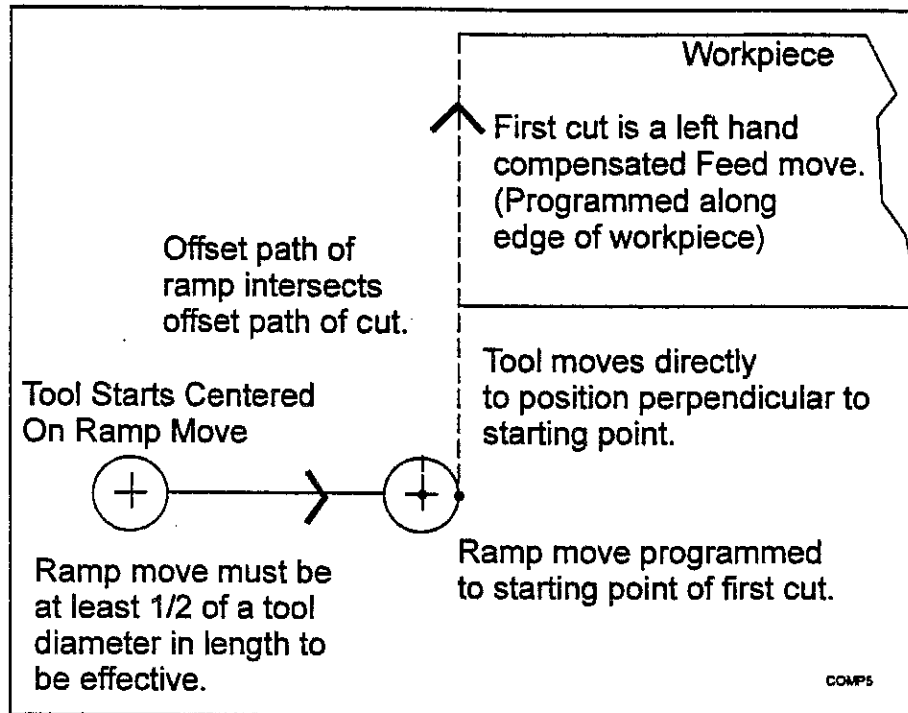 Workpiece
First cut is a left hand
compensated Feed move.
(Programmed along
edge of workpiece)
Offset path of
ramp intersects
offset path of cut.
Tool moves directly
to position perpendicular to
starting point.
Tool Starts Centered
On Ramp Move
Ramp move programmed
to starting point of first cut.
Ramp move must be
at least 1/2 of a tool
diameter in length to
be effective.
COMP5